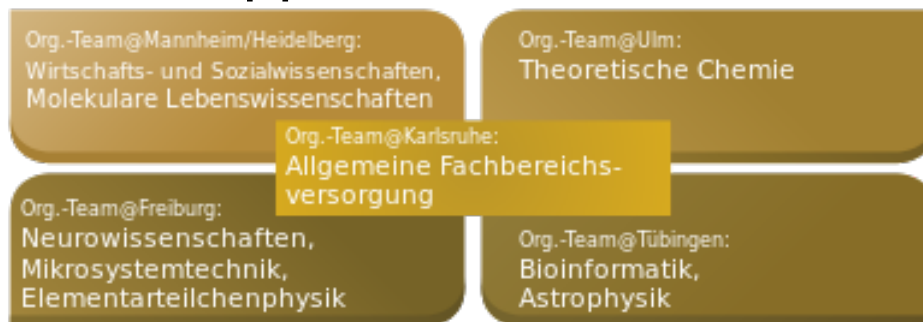 Org.-Team@Mannheim/Heidelberg:
Wirtschafts- und Sozialwissenschaften,
Molekulare Lebenswissenschaften
Org.-Team@Ulm:
Theoretische Chemie
Org.-Team@Karlsruhe:
Allgemeine Fachbereichs-
versorgung
Org.-Team@Freiburg:
Neurowissenschaften,
Mikrosystemtechnik,
Elementarteilchenphysik
Org.-Team@Tübingen:
Bioinformatik,
Astrophysik